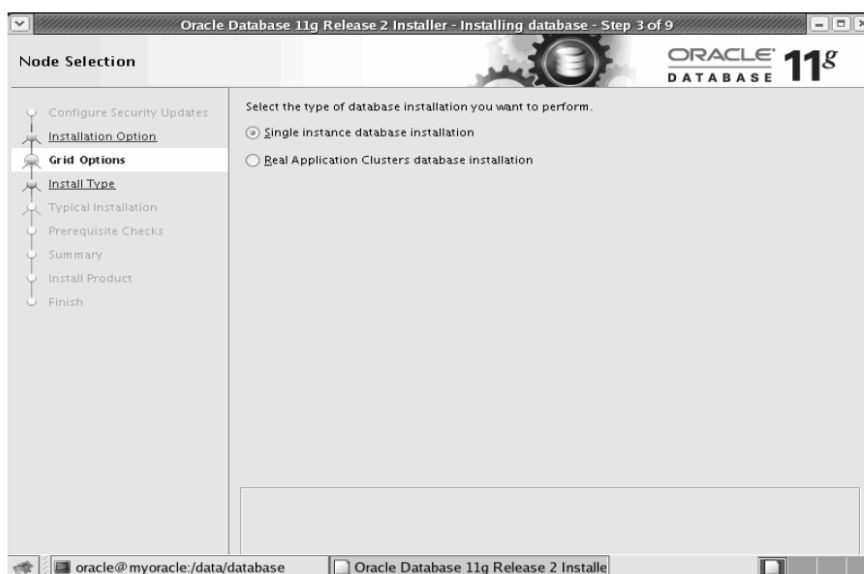 Oracle Database 11g Release 2 Installer - Installing database - Step 3 of 9
Node Selection
ORACLE
DATABASE
11g
Configure Security Updates
Installation Option
Grid Options
Install Type
Typical Installation
Prerequisite Checks
Summary
Install Product
Finish
Select the type of database installation you want to perform.
Single instance database installation
Real Application Clusters database installation
oracle@myoracle:/data/database
Oracle Database 11g Release 2 Installe